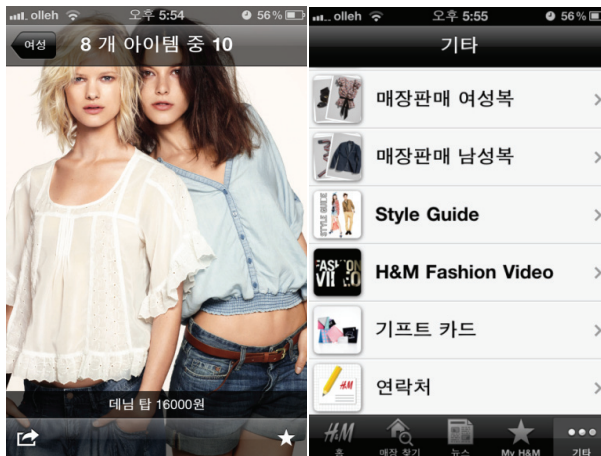 olleh 오후 5:54 56%
여성
8 개 아이템 중 10
데님 탑 16000원
olleh 오후 5:55 56%
기타
매장판매 여성복
매장판매 남성복
Style Guide
FASHION VIDEO
H&M Fashion Video
기프트 카드
H&M
연락처
H&M
홈 매장 찾기 뉴스 My H&M 기타